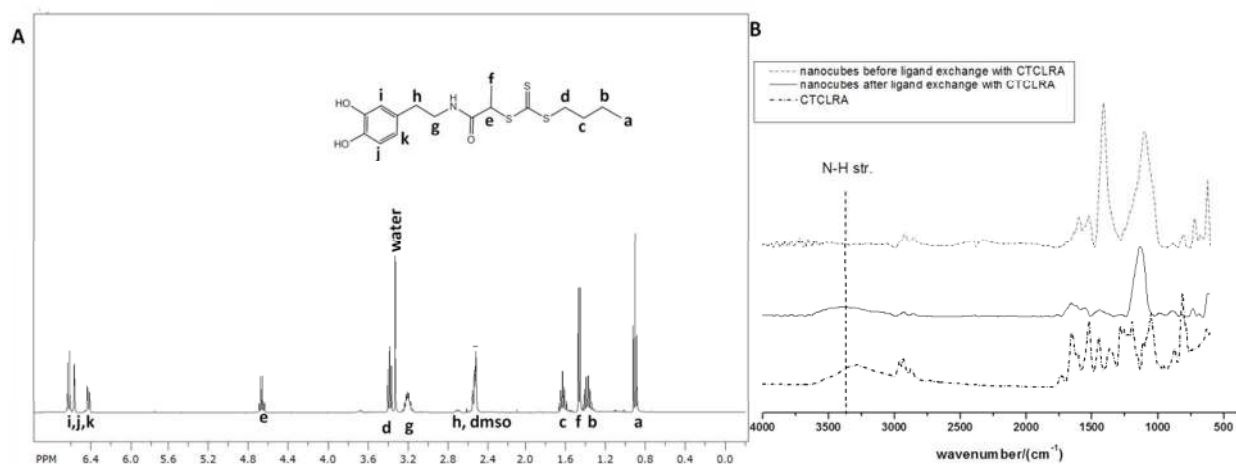 A
B
f
HO
HO
i
h
H
N
g
k
j
O
e
S
S
S
d
b
c
a
water
i,j,k
e
d
g
h, dmso
c
f
b
a
PPM 6.4 6.0 5.6 5.2 4.8 4.4 4.0 3.6 3.2 2.8 2.4 2.0 1.6 1.2 0.8 0.4 0.0
nanocubes before ligand exchange with CTCLRA
nanocubes after ligand exchange with CTCLRA
CTCLRA
N-H str.
4000 3500 3000 2500 2000 1500 1000 500
wavenumber/(cm⁻¹)